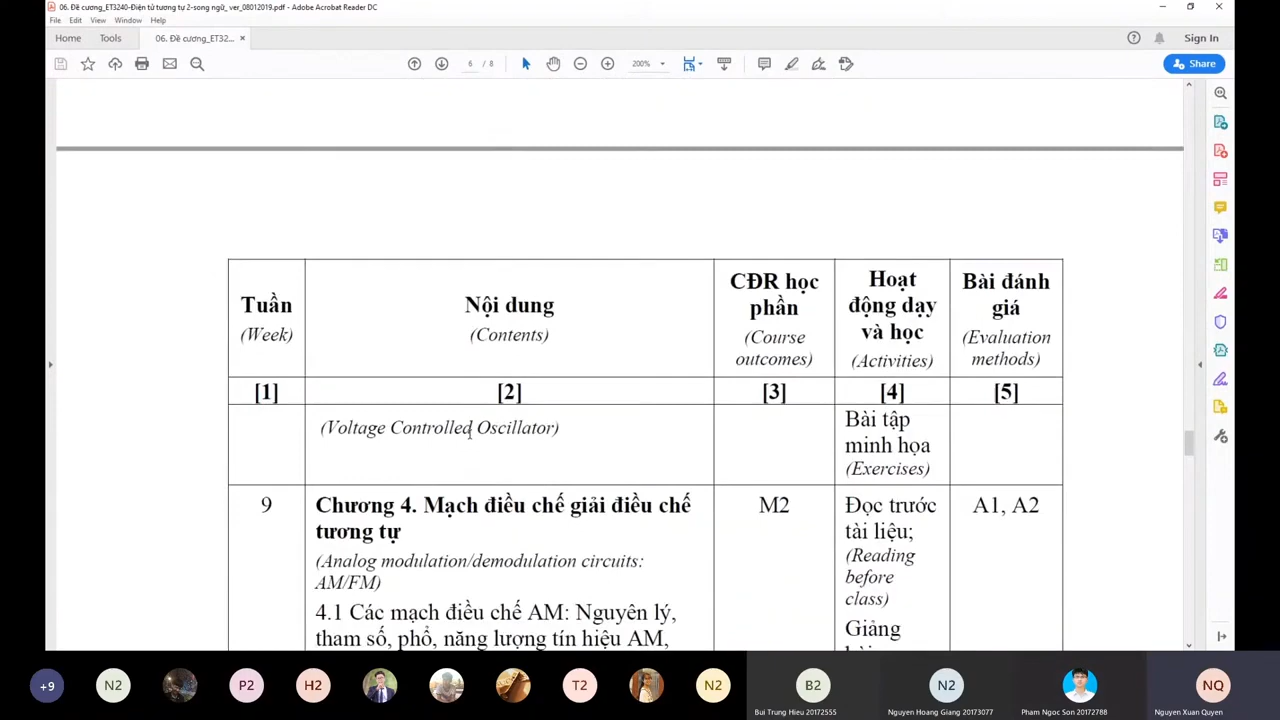 06. Đề cương_ET3240-Điện tử tương tự 2-song ngữ_ ver_08012019.pdf - Adobe Acrobat Reader DC
File Edit View Window Help
Home Tools 06. Đề cương_ET32... × Sign In
6 / 8 200% Share
Tuần
(Week)
Nội dung
(Contents)
CĐR học
phần
(Course
outcomes)
Hoạt
động dạy
và học
(Activities)
Bài đánh
giá
(Evaluation
methods)
[1] [2] [3] [4] [5]
(Voltage Controlled Oscillator)
Bài tập
minh họa
(Exercises)
9
Chương 4. Mạch điều chế giải điều chế
tương tự
(Analog modulation/demodulation circuits:
AM/FM)
4.1 Các mạch điều chế AM: Nguyên lý,
tham số, phổ, năng lượng tín hiệu AM,
M2
Đọc trước
tài liệu;
(Reading
before
class)
Giảng
A1, A2
+9 N2 P2 H2 T2 N2 B2 N2 NQ
Bui Trung Hieu 20172555 Nguyen Hoang Giang 20173077 Pham Ngoc Son 20172788 Nguyen Xuan Quyen